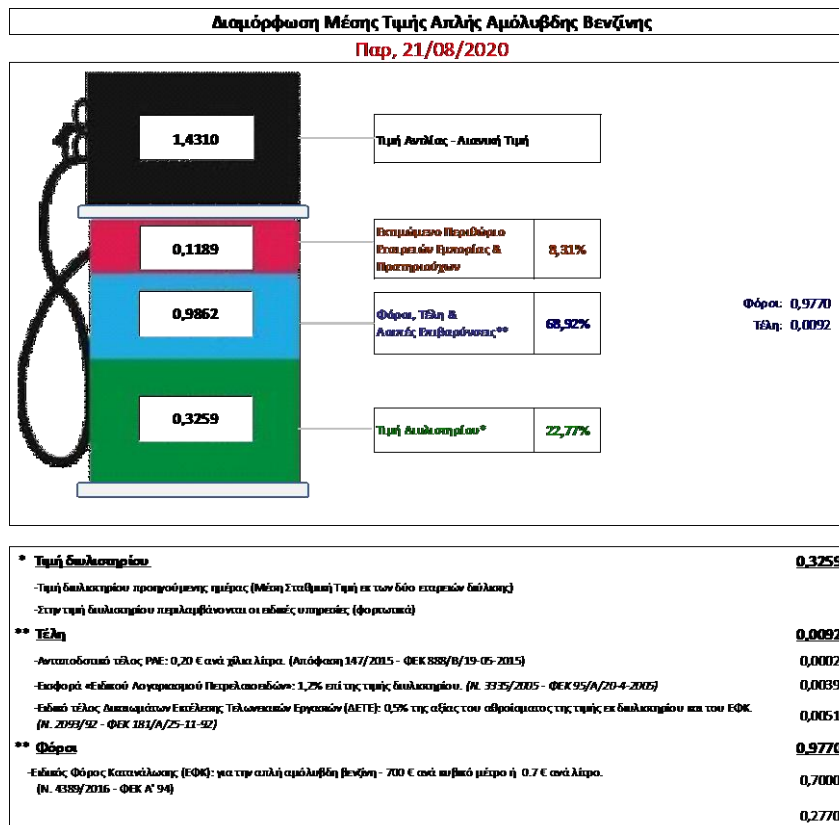 Διαμόρφωση Μέσης Τιμής Απλής Αμόλυβδης Βενζίνης
Παρ, 21/08/2020
1,4310
Τιμή Αντλίας - Λιανική Τιμή
0,1189
Εκτιμώμενο Περιθώριο
Εταιρειών Εμπορίας &
Πρατηριούχων
8,31%
0,9862
Φόροι, Τέλη &
Λοιπές Επιβαρύνσεις**
68,92%
Φόροι: 0,9770
Τέλη: 0,0092
0,3259
Τιμή Διυλιστηρίου*
22,77%
* Τιμή διυλιστηρίου 0,3259
-Τιμή διυλιστηρίου προηγούμενης ημέρας (Μέση Σταθμική Τιμή εκ των δύο εταιρειών διύλισης)
-Στην τιμή διυλιστηρίου περιλαμβάνονται οι ειδικές υπηρεσίες (φορτωτικά)
** Τέλη 0,0092
-Ανταποδοτικό τέλος ΡΑΕ: 0,20 € ανά χίλια λίτρα. (Απόφαση 147/2015 - ΦΕΚ 888/Β/19-05-2015) 0,0002
-Εισφορά «Ειδικού Λογαριασμού Πετρελαιοειδών»: 1,2% επί της τιμής διυλιστηρίου. (Ν. 3335/2005 - ΦΕΚ 95/Α/20-4-2005) 0,0039
-Ειδικό τέλος Δικαιωμάτων Εκτέλεσης Τελωνειακών Εργασιών (ΔΕΤΕ): 0,5% της αξίας του αθροίσματος της τιμής εκ διυλιστηρίου και του ΕΦΚ. 0,0051
(Ν. 2093/92 - ΦΕΚ 181/Α/25-11-92)
** Φόροι 0,9770
-Ειδικός Φόρος Κατανάλωσης (ΕΦΚ): για την απλή αμόλυβδη βενζίνη - 700 € ανά κυβικό μέτρο ή 0.7 € ανά λίτρο. 0,7000
(Ν. 4389/2016 - ΦΕΚ Α' 94)
0,2770